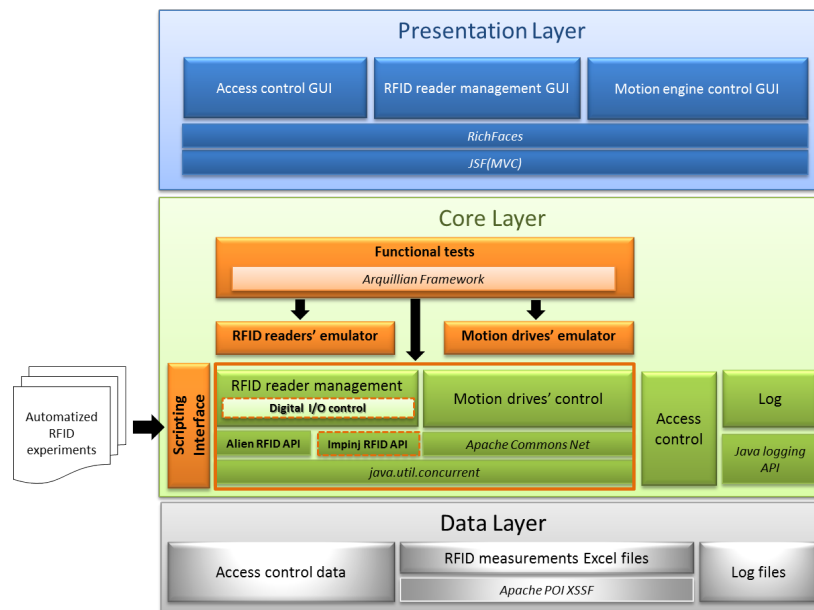 Presentation Layer
Access control GUI
RFID reader management GUI
Motion engine control GUI
RichFaces
JSF(MVC)
Core Layer
Functional tests
Arquillian Framework
RFID readers' emulator
Motion drives' emulator
Automatized
RFID
experiments
Scripting
Interface
RFID reader management
Digital I/O control
Motion drives' control
Alien RFID API
Impinj RFID API
Apache Commons Net
java.util.concurrent
Access
control
Log
Java logging
API
Data Layer
Access control data
RFID measurements Excel files
Apache POI XSSF
Log files